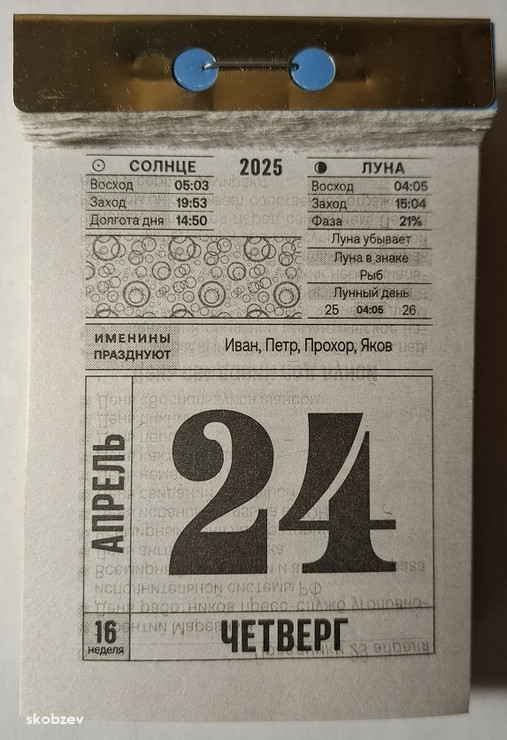 СОЛНЦЕ
Восход 05:03
Заход 19:53
Долгота дня 14:50
2025
ЛУНА
Восход 04:05
Заход 15:04
Фаза 21%
Луна убывает
Луна в знаке
Рыб
Лунный день
25 04:05 26
ИМЕНИНЫ
ПРАЗДНУЮТ
Иван, Петр, Прохор, Яков
АПРЕЛЬ
24
16
неделя
ЧЕТВЕРГ
skobzev